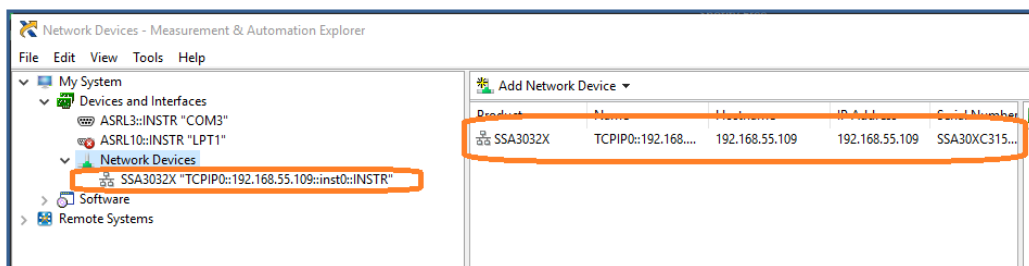 Network Devices - Measurement & Automation Explorer
File Edit View Tools Help
My System
Devices and Interfaces
ASRL3::INSTR "COM3"
ASRL10::INSTR "LPT1"
Network Devices
SSA3032X "TCPIP0::192.168.55.109::inst0::INSTR"
Software
Remote Systems
Add Network Device
Product Name Hostname IP Address Serial Number
SSA3032X TCPIP0::192.168.... 192.168.55.109 192.168.55.109 SSA30XC315...